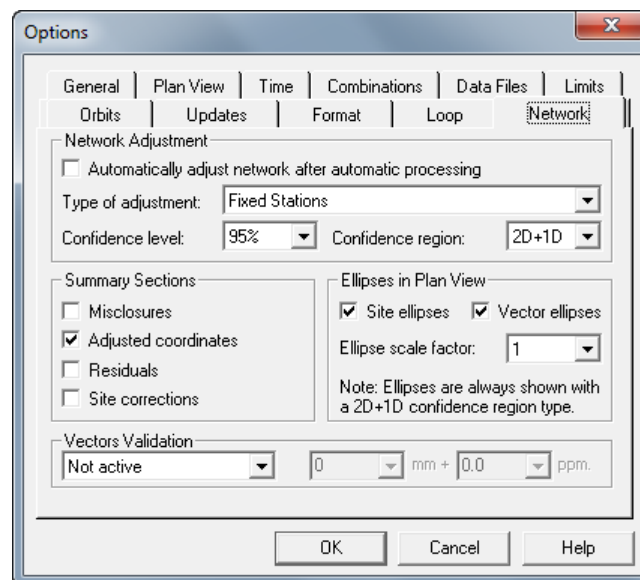 Options
General Plan View Time Combinations Data Files Limits
Orbits Updates Format Loop Network
Network Adjustment
Automatically adjust network after automatic processing
Type of adjustment: Fixed Stations
Confidence level: 95% Confidence region: 2D+1D
Summary Sections
Misclosures
Adjusted coordinates
Residuals
Site corrections
Ellipses in Plan View
Site ellipses Vector ellipses
Ellipse scale factor: 1
Note: Ellipses are always shown with
a 2D+1D confidence region type.
Vectors Validation
Not active 0 mm + 0.0 ppm.
OK Cancel Help